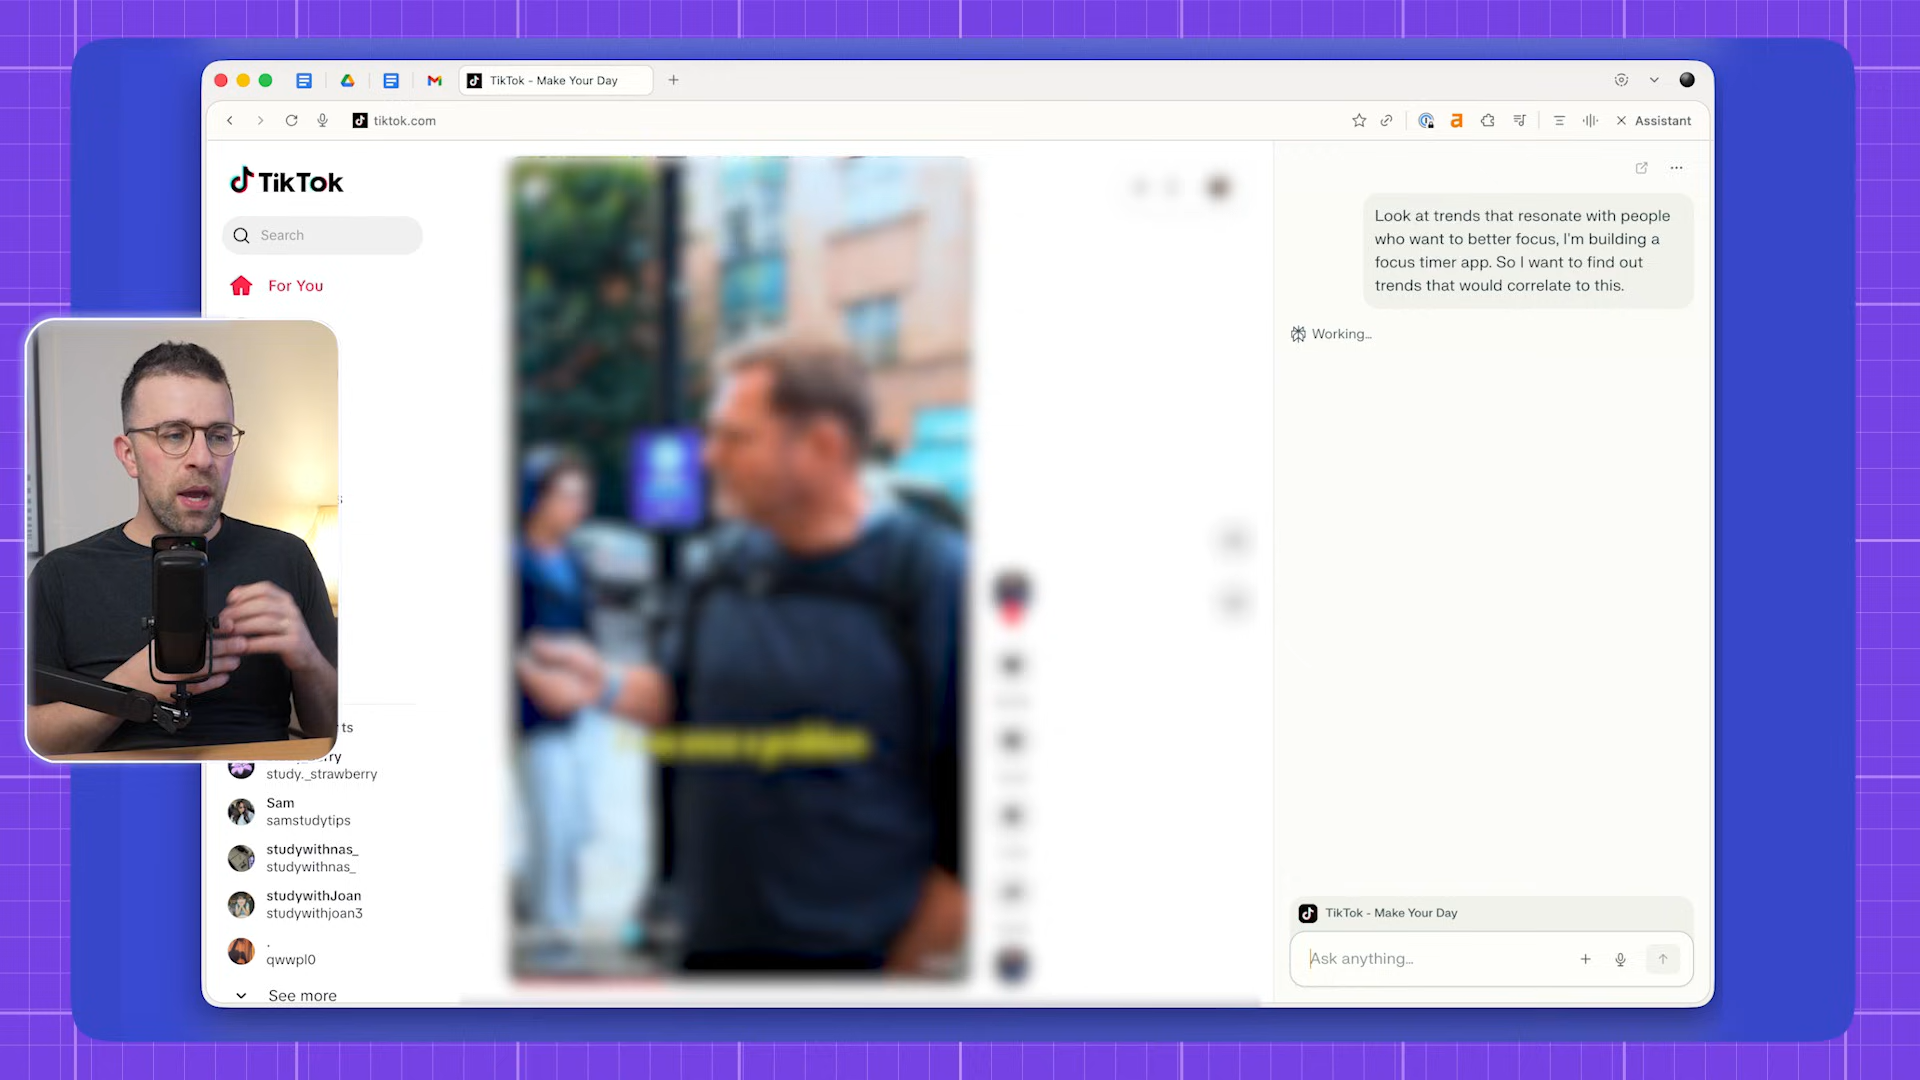 TikTok - Make Your Day
tiktok.com
Assistant
TikTok
Search
For You
ts
study._strawberry
Sam
samstudytips
studywithnas_
studywithnas_
studywithJoan
studywithjoan3
.
qwwpl0
See more
Look at trends that resonate with people
who want to better focus, I'm building a
focus timer app. So I want to find out
trends that would correlate to this.
Working...
TikTok - Make Your Day
Ask anything...